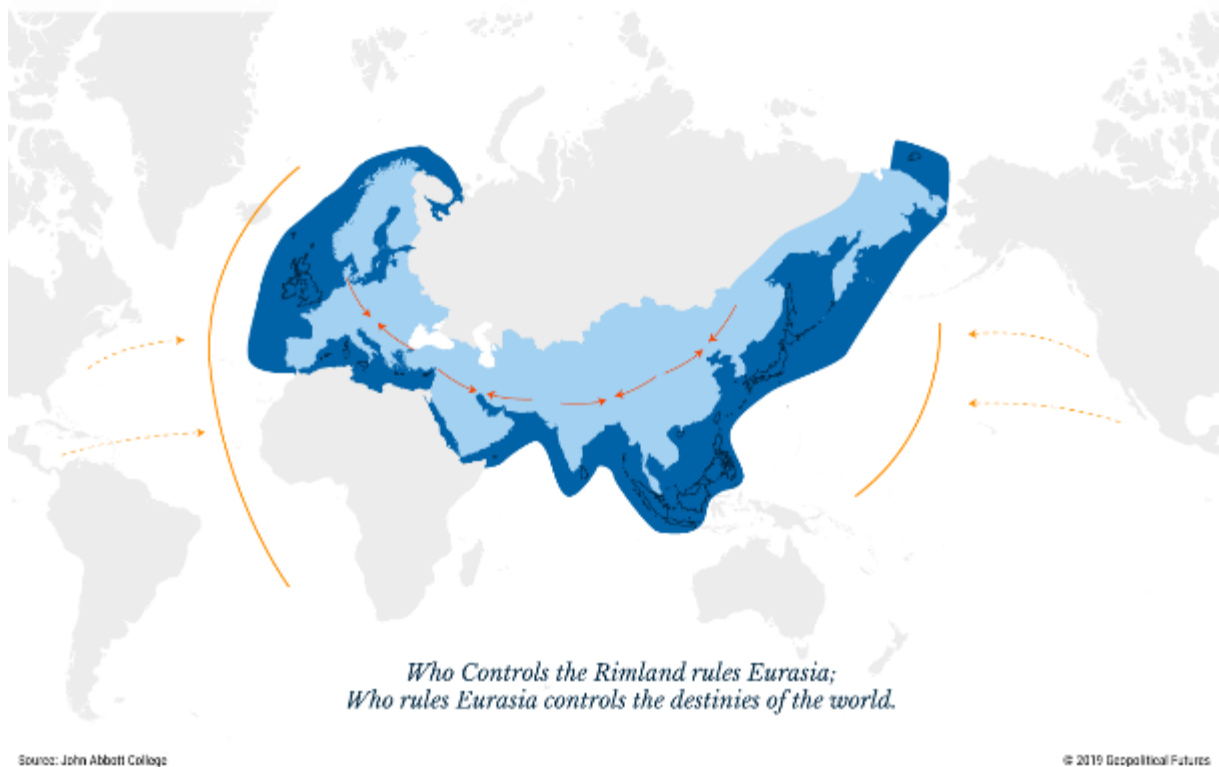 Who Controls the Rimland rules Eurasia;
Who rules Eurasia controls the destinies of the world.
Source: John Abbott College
© 2019 Geopolitical Futures